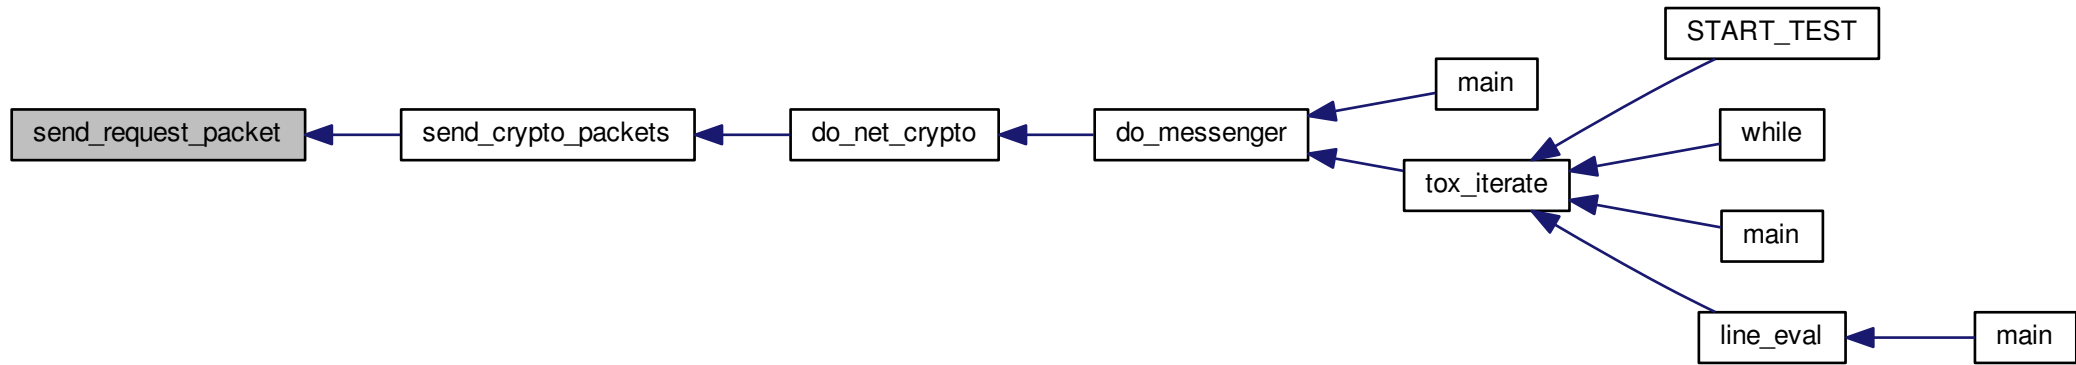 START_TEST
main
while
send_request_packet
send_crypto_packets
do_net_crypto
do_messenger
tox_iterate
main
line_eval
main